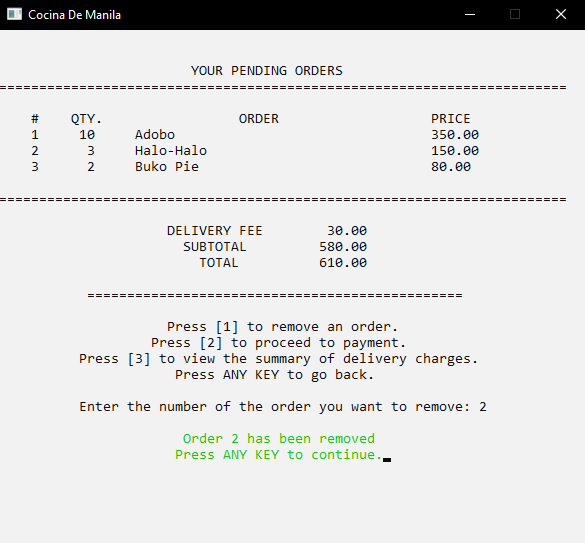 Cocina De Manila
YOUR PENDING ORDERS
=======================================================================
# QTY. ORDER PRICE
1 10 Adobo 350.00
2 3 Halo-Halo 150.00
3 2 Buko Pie 80.00
=======================================================================
DELIVERY FEE 30.00
SUBTOTAL 580.00
TOTAL 610.00
===============================================
Press [1] to remove an order.
Press [2] to proceed to payment.
Press [3] to view the summary of delivery charges.
Press ANY KEY to go back.
Enter the number of the order you want to remove: 2
Order 2 has been removed
Press ANY KEY to continue.